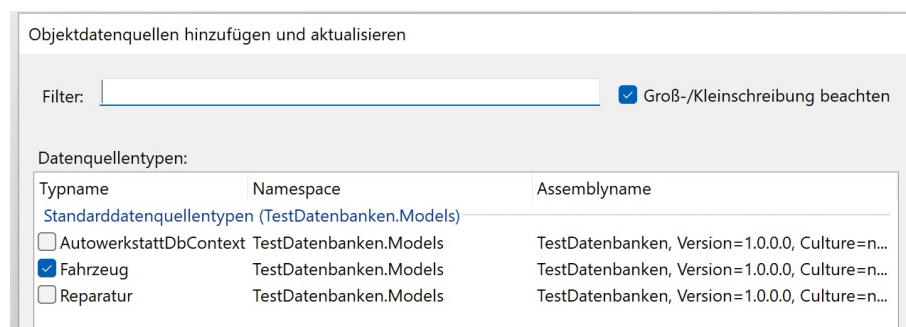 Objektdatenquellen hinzufügen und aktualisieren
Filter: Groß-/Kleinschreibung beachten
Datenquellentypen:
Typname Namespace Assemblyname
Standarddatenquellentypen (TestDatenbanken.Models)
AutowerkstattDbContext TestDatenbanken.Models TestDatenbanken, Version=1.0.0.0, Culture=n...
Fahrzeug TestDatenbanken.Models TestDatenbanken, Version=1.0.0.0, Culture=n...
Reparatur TestDatenbanken.Models TestDatenbanken, Version=1.0.0.0, Culture=n...